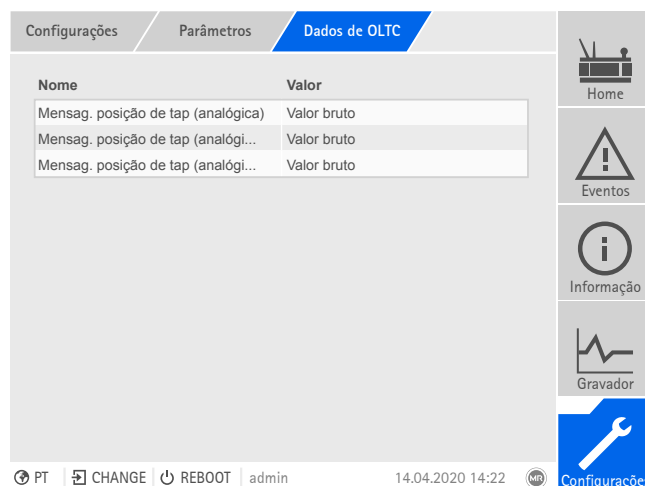 Configurações Parâmetros Dados de OLTC
Nome Valor
Mensag. posição de tap (analógica) Valor bruto
Mensag. posição de tap (analógi... Valor bruto
Mensag. posição de tap (analógi... Valor bruto
Home
Eventos
Informação
Gravador
Configurações
PT CHANGE REBOOT admin 14.04.2020 14:22 MR